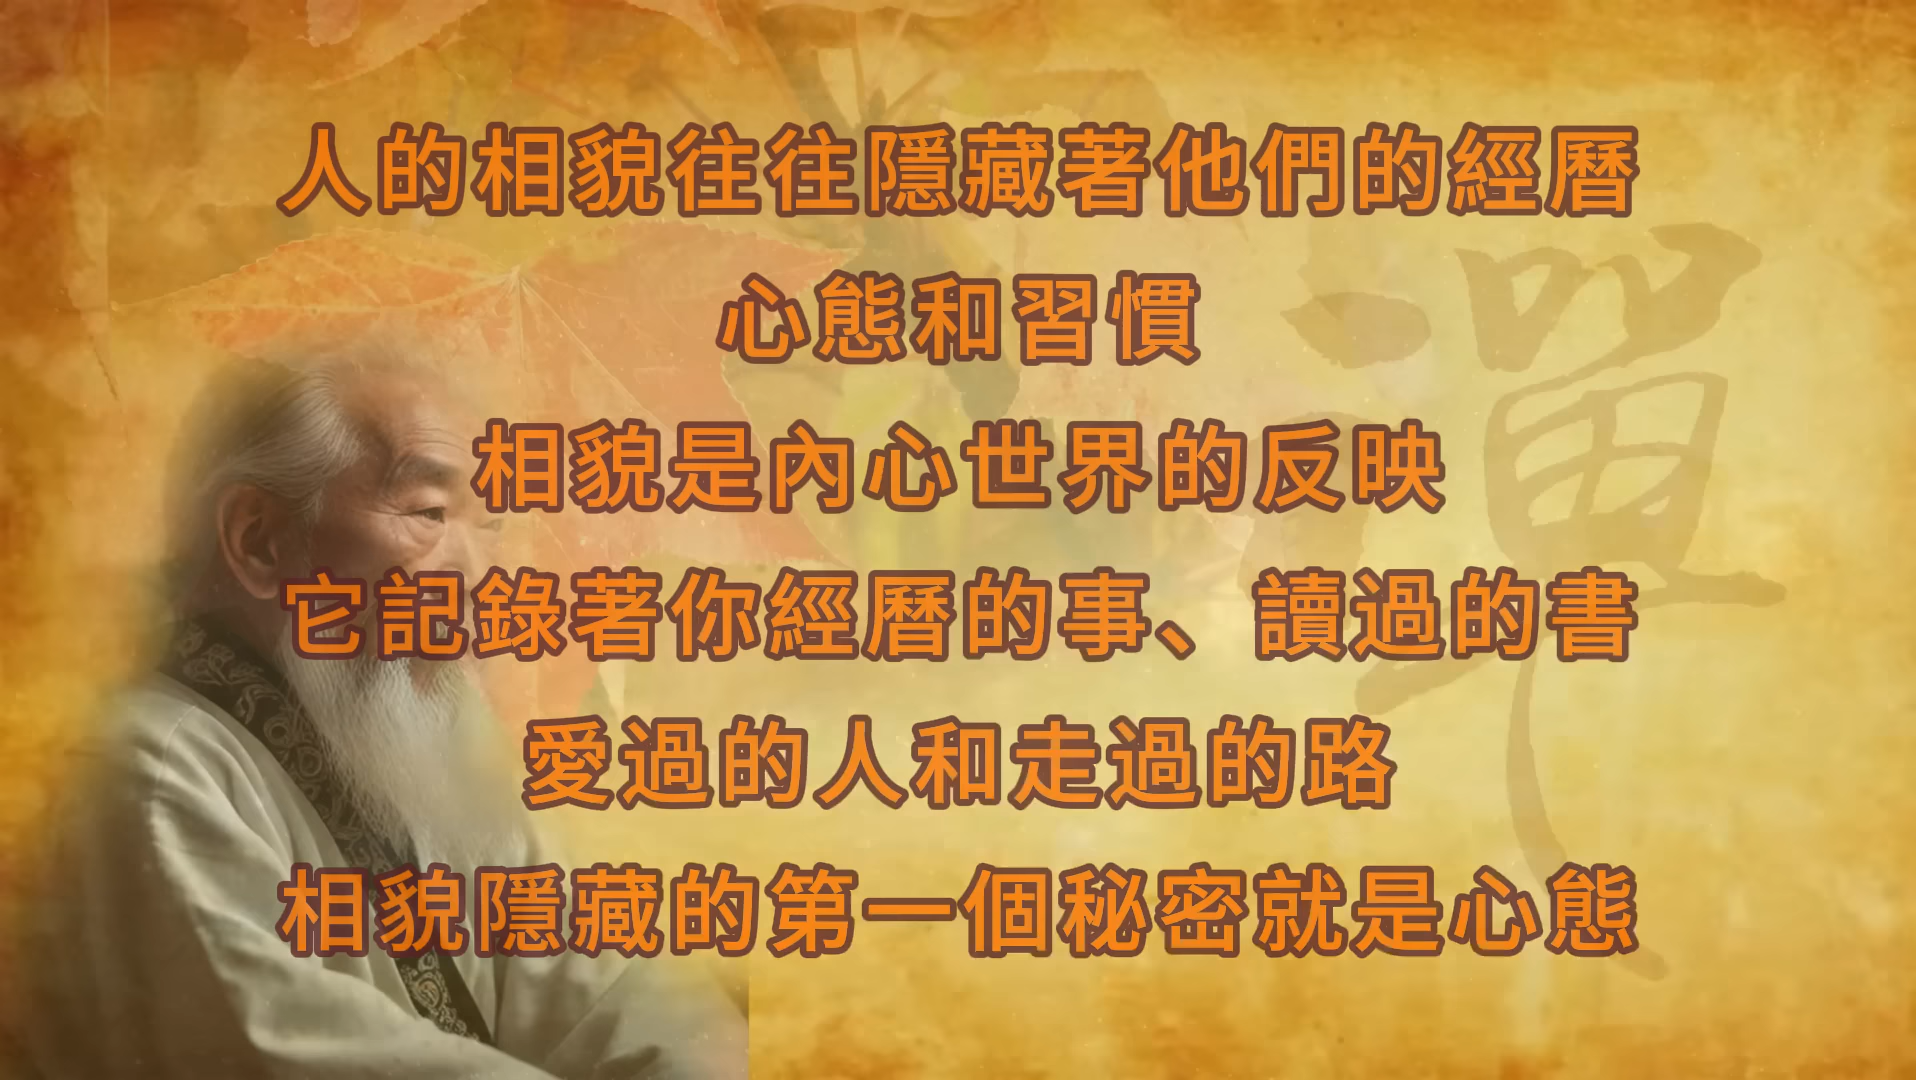 人的相貌往往隱藏著他們的經曆
心態和習慣
相貌是內心世界的反映
它記錄著你經曆的事、讀過的書
愛過的人和走過的路
相貌隱藏的第一個秘密就是心態
禪